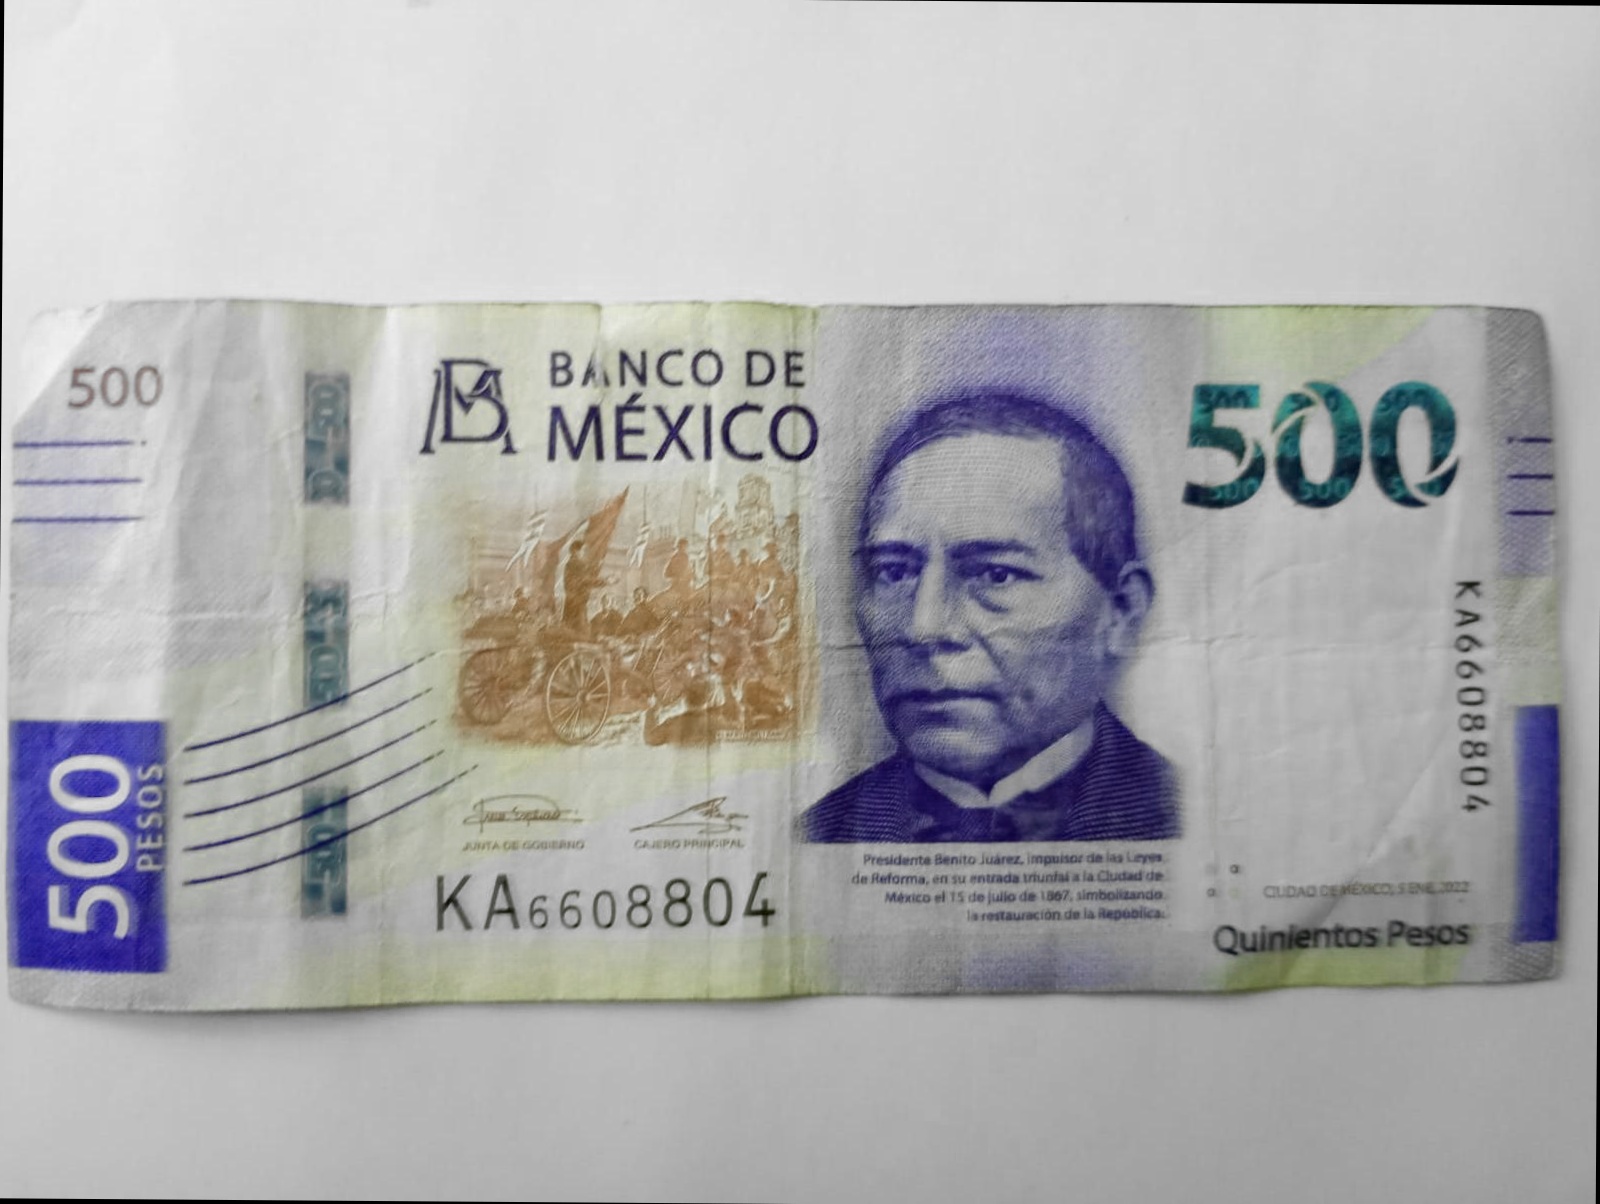 500
BANCO DE
MÉXICO
500
KA6608804
500
PESOS
JUNTA DE GOBIERNO
CAJERO PRINCIPAL
KA6608804
Presidente Benito Juárez, impulsor de las Leyes
de Reforma, en su entrada triunfal a la Ciudad de
México el 15 de julio de 1867, simbolizando
la restauración de la República.
CIUDAD DE MÉXICO, 5 ENE. 2022
Quinientos Pesos